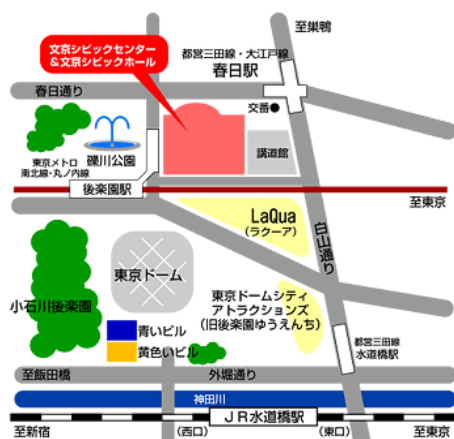 至巣鴨
文京シビックセンター
&文京シビックホール
都営三田線・大江戸線
春日駅
春日通り
交番
礫川公園
講道館
東京メトロ
南北線・丸ノ内線
後楽園駅
至東京
LaQua
(ラクーア)
白山通り
東京ドーム
小石川後楽園
東京ドームシティ
アトラクションズ
(旧後楽園ゆうえんち)
青いビル
黄色いビル
都営三田線
水道橋駅
至飯田橋
外堀通り
神田川
JR水道橋駅
至新宿
(西口)
(東口)
至東京